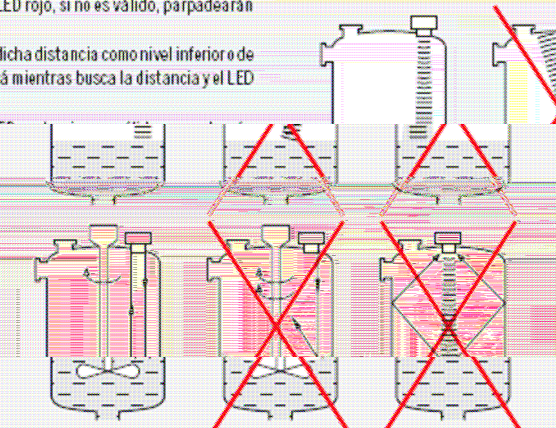 LED rojo, si no es válido, parpadearán
dicha distancia como nivel inferior o de
á mientras busca la distancia y el LED